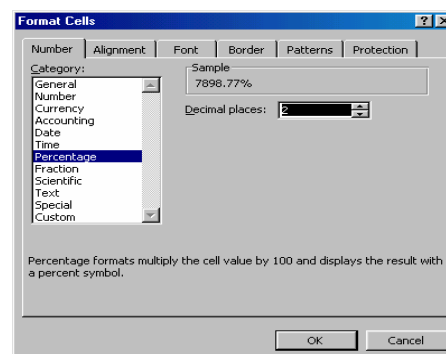 Format Cells
Number Alignment Font Border Patterns Protection
Category:
General
Number
Currency
Accounting
Date
Time
Percentage
Fraction
Scientific
Text
Special
Custom
Sample
7898.77%
Decimal places: 2
Percentage formats multiply the cell value by 100 and displays the result with
a percent symbol.
OK Cancel